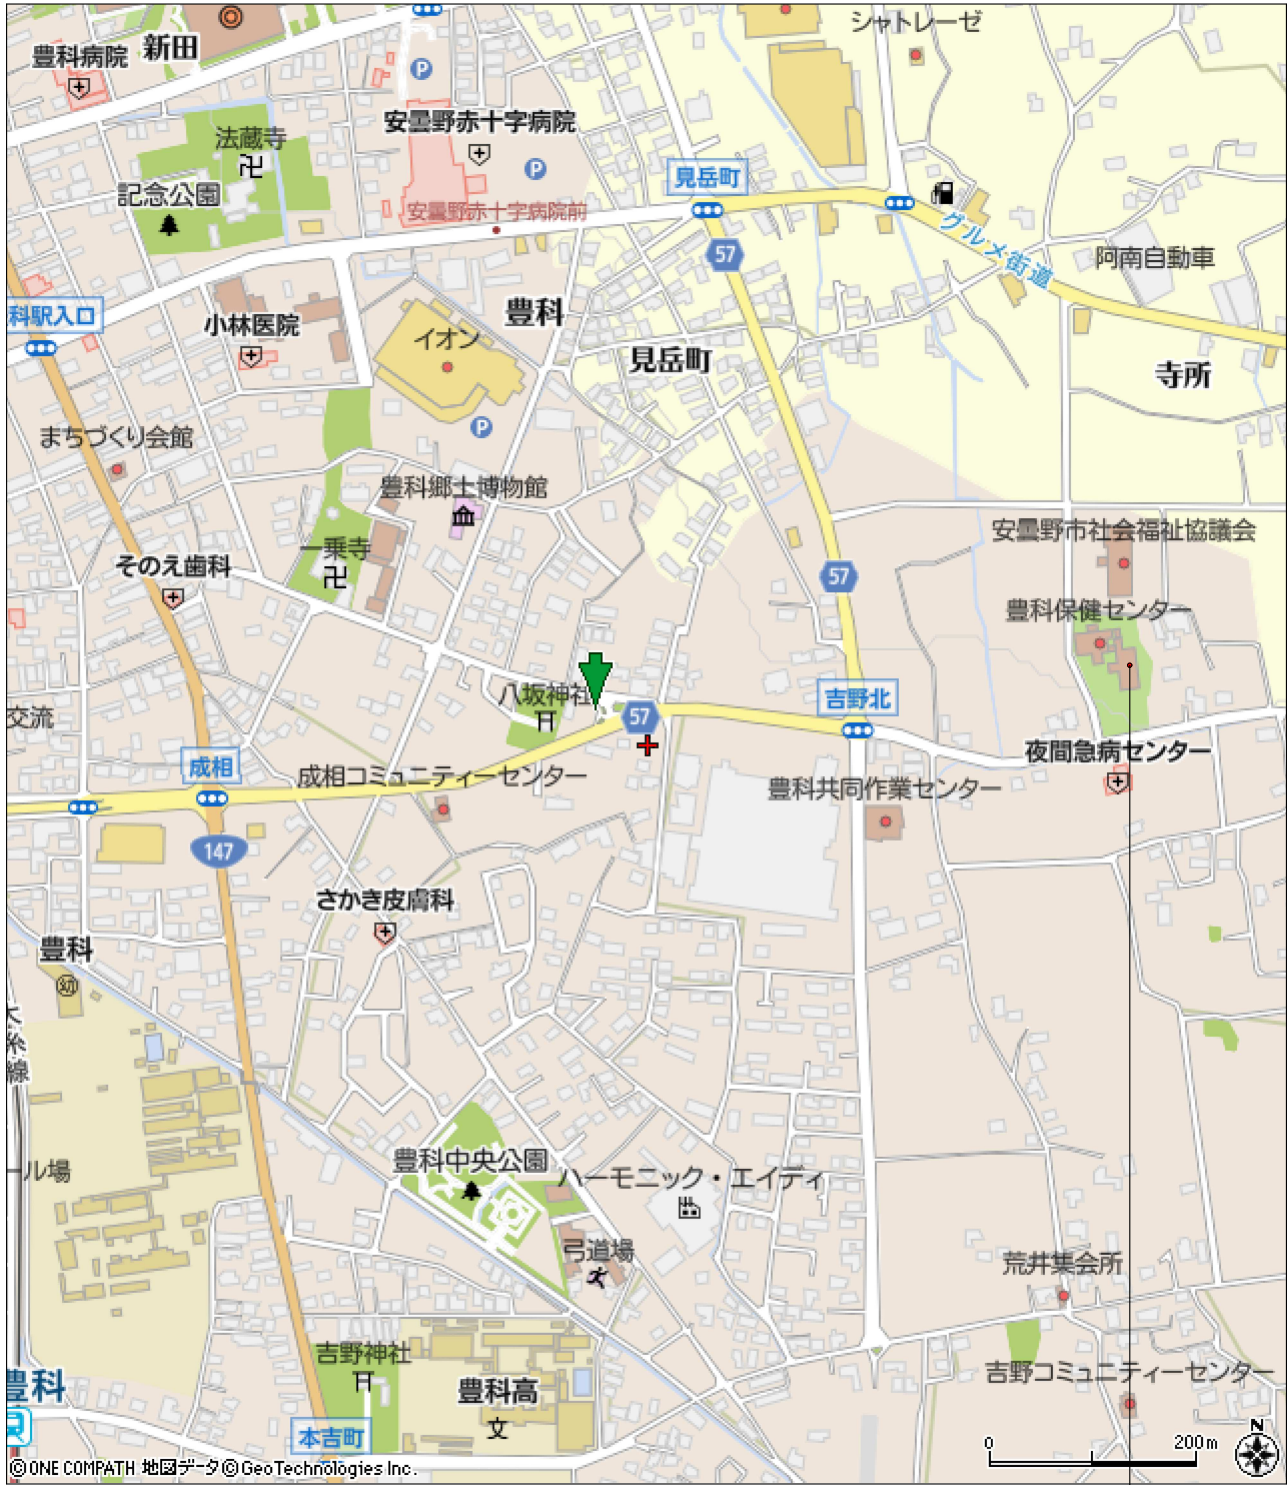 シャトレーゼ
新田
豊科病院
P
安曇野赤十字病院
法蔵寺
P
見岳町
記念公園
安曇野赤十字病院前
グルメ街道
57
阿南自動車
科駅入口
小林医院
豊科
イオン
見岳町
寺所
P
まちづくり会館
豊科郷土博物館
安曇野市社会福祉協議会
一乗寺
そのえ歯科
57
豊科保健センター
八坂神社
吉野北
交流
57
夜間急病センター
成相
成相コミュニティーセンター
豊科共同作業センター
147
さかき皮膚科
豊科
幼
大糸線
豊科中央公園
ハーモニック・エイディ
ール場
弓道場
荒井集会所
吉野神社
吉野コミュニティーセンター
豊科
豊科高
文
本吉町
N
0 200m
©ONE COMPATH 地図データ©GeoTechnologies Inc.